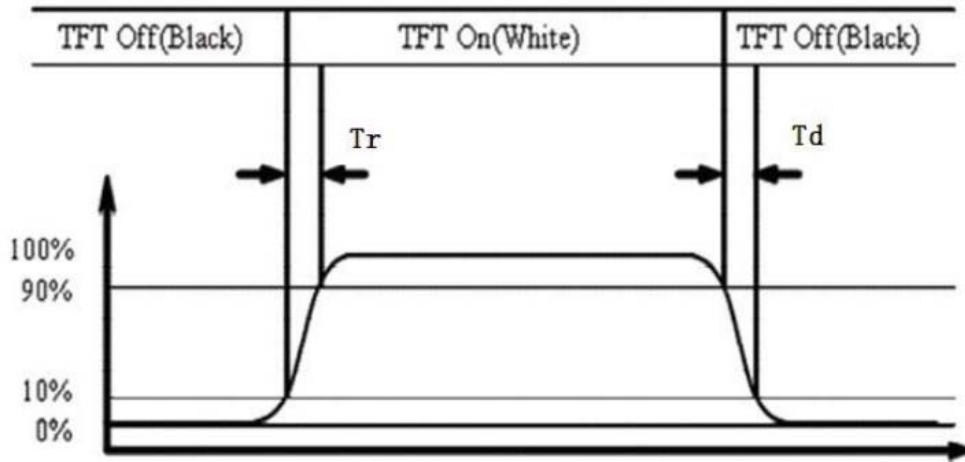 TFT Off(Black) TFT On(White) TFT Off(Black)
Tr Td
100%
90%
10%
0%